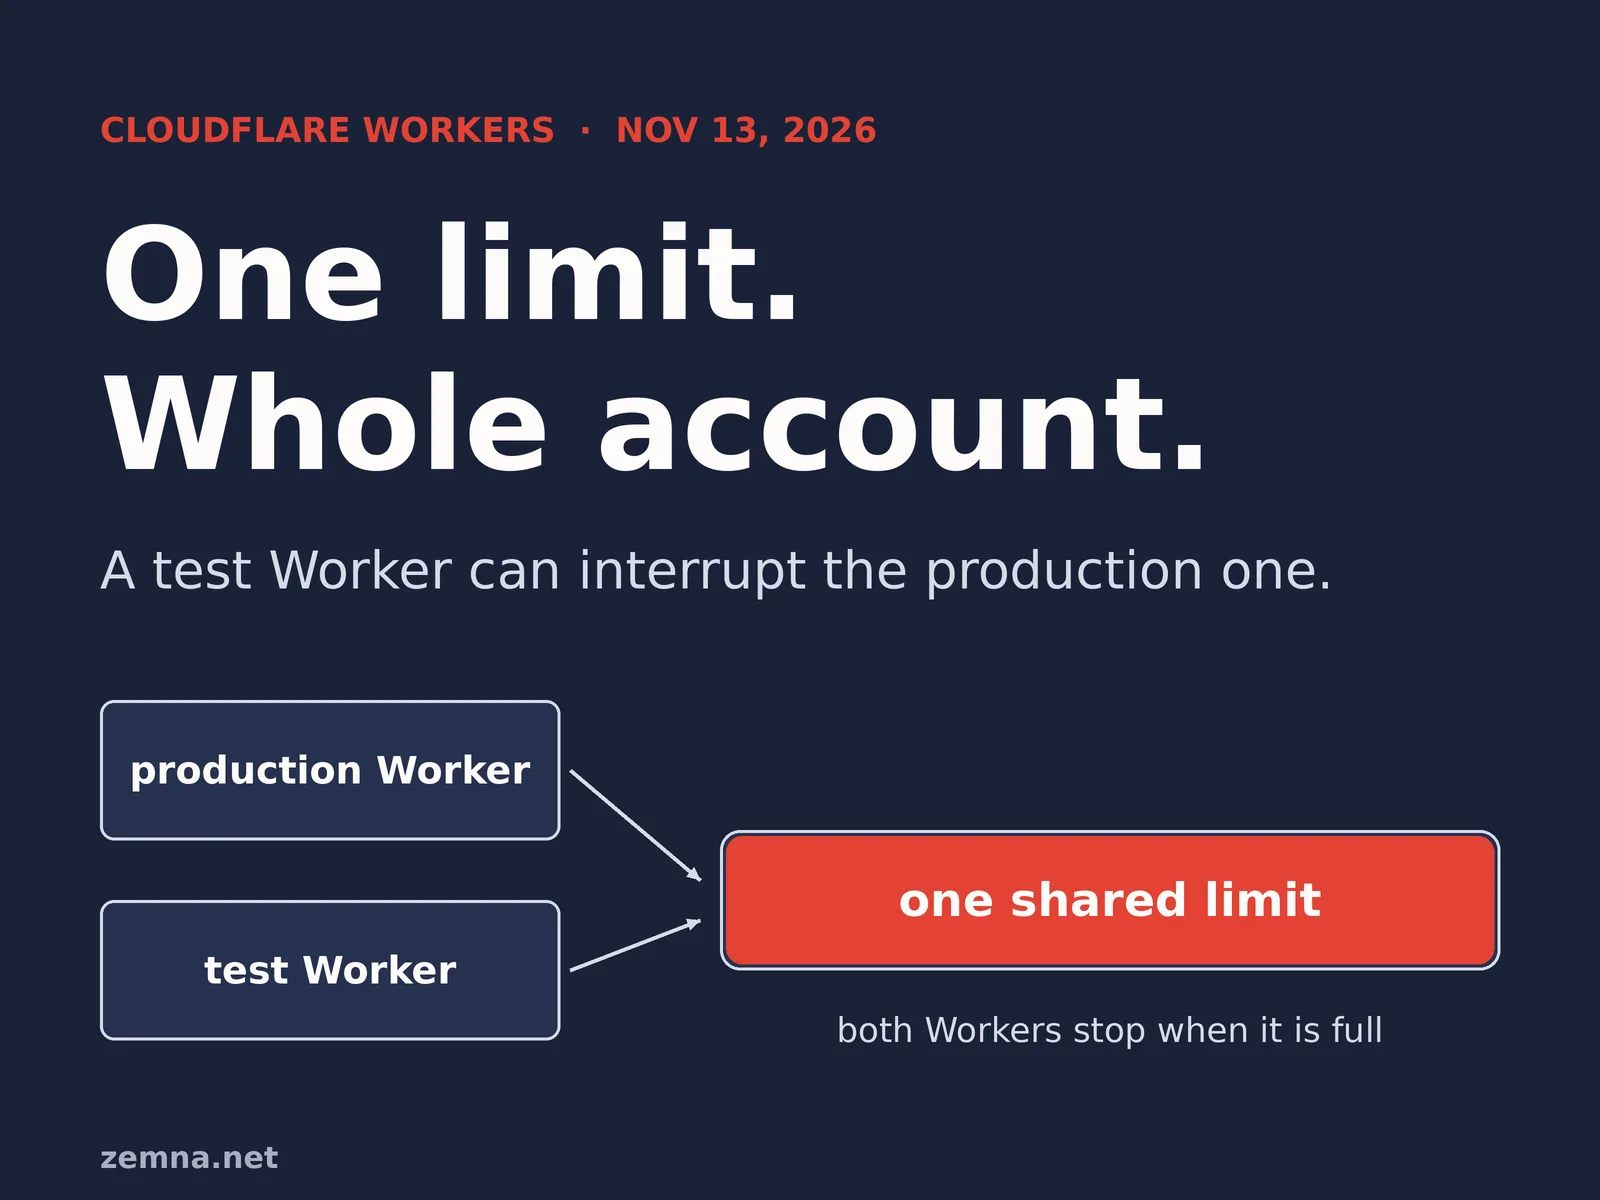 CLOUDFLARE WORKERS · NOV 13, 2026
One limit.
Whole account.
A test Worker can interrupt the production one.
production Worker
test Worker
one shared limit
both Workers stop when it is full
zemna.net